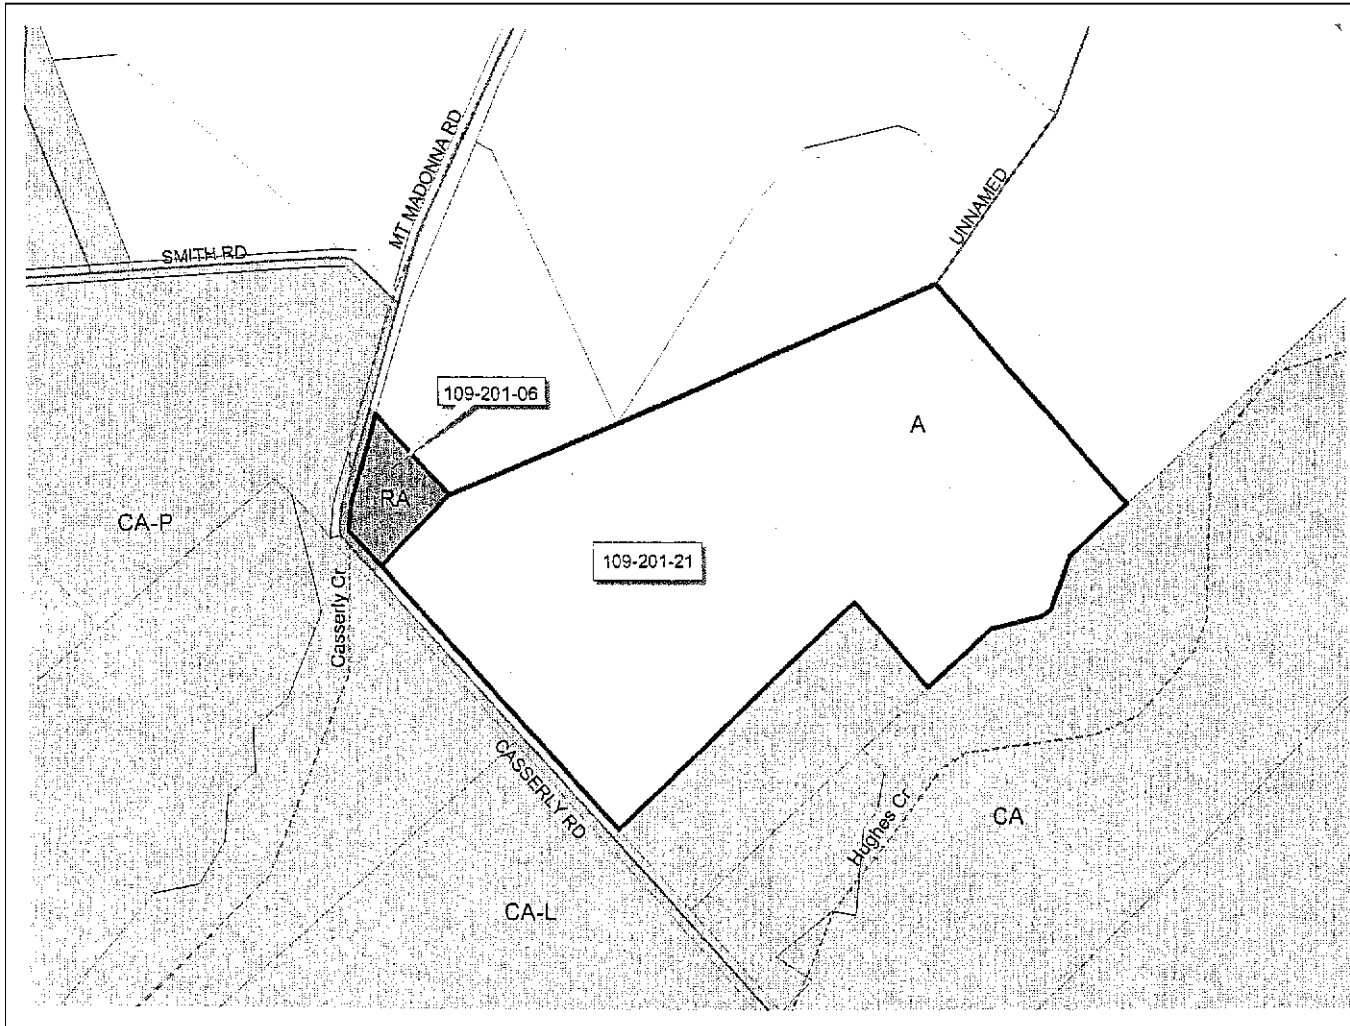 MT MADONNA RD
UNNAMED
SMITH RD
109-201-06
A
RA
CA-P
109-201-21
Casserly Cr
CASSERLY RD
Hughes Cr
CA
CA-L